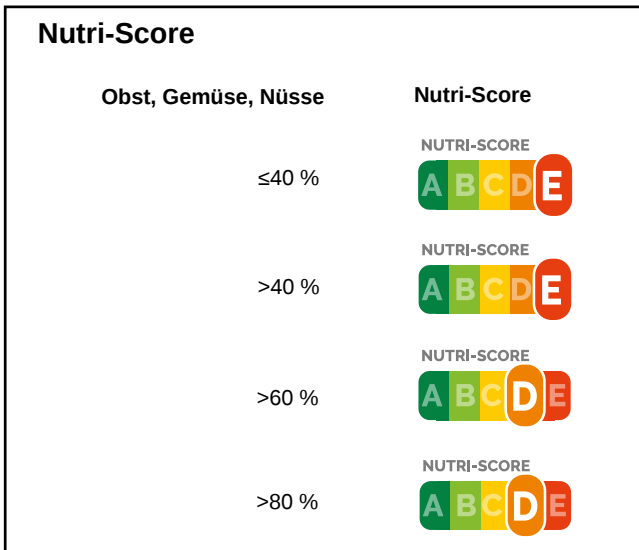 Nutri-Score
Obst, Gemüse, Nüsse Nutri-Score
NUTRI-SCORE
≤40 % A B C D E
NUTRI-SCORE
>40 % A B C D E
NUTRI-SCORE
>60 % A B C D E
NUTRI-SCORE
>80 % A B C D E